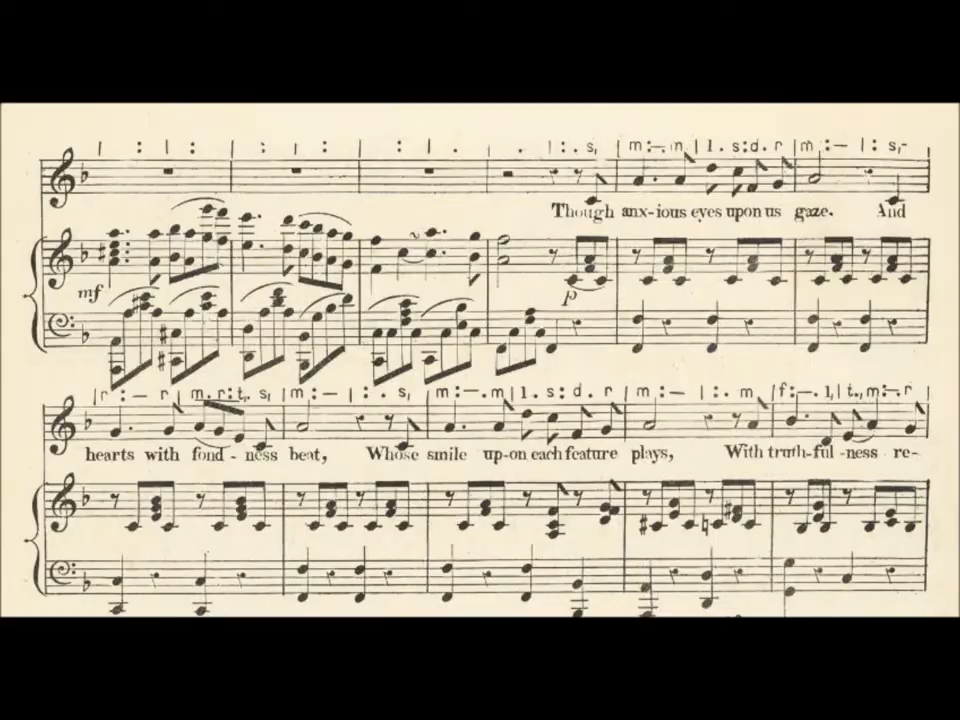 | : | : | : | : | : | . | . | : . s, | m :-. m | l . s : d . r | m : – | : s,
Though anx-ious eyes upon us gaze. And
mf
p
| r : – r | m . r : t, s, | m : – | : . s, | m : – . m | l . s : d . r | m : – | : . m | f : – . l, | t, . m : – . r |
hearts with fond - ness beat, Whose smile up-on each feature plays, With truth-ful -ness re-